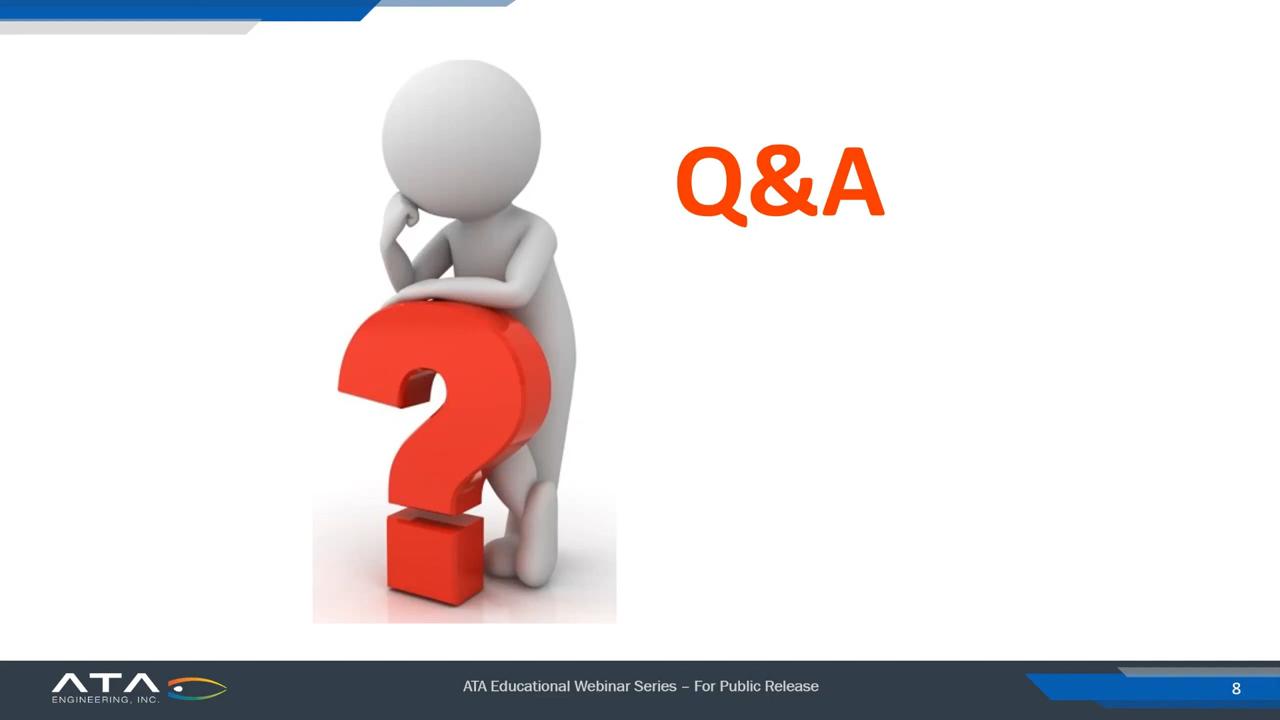 Q&A
ATA
ENGINEERING, INC.
ATA Educational Webinar Series – For Public Release
8